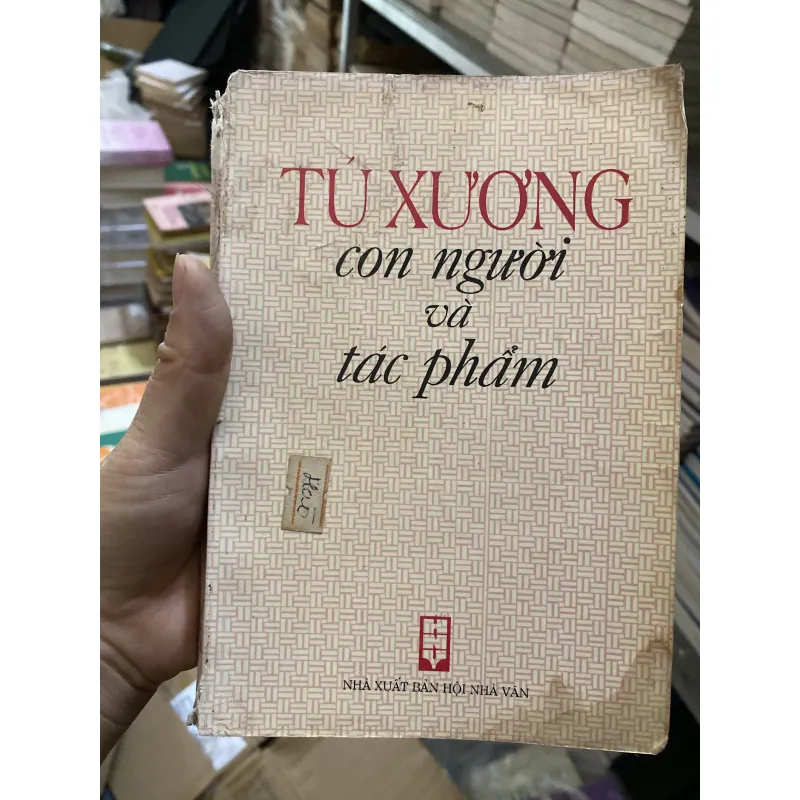 TÚ XƯƠNG
con người
và
tác phẩm
NHÀ XUẤT BẢN HỘI NHÀ VĂN